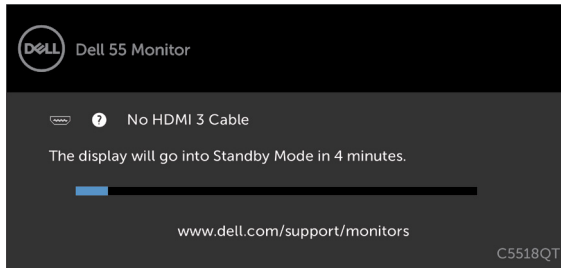 DELL
Dell 55 Monitor
? No HDMI 3 Cable
The display will go into Standby Mode in 4 minutes.
www.dell.com/support/monitors
C5518QT